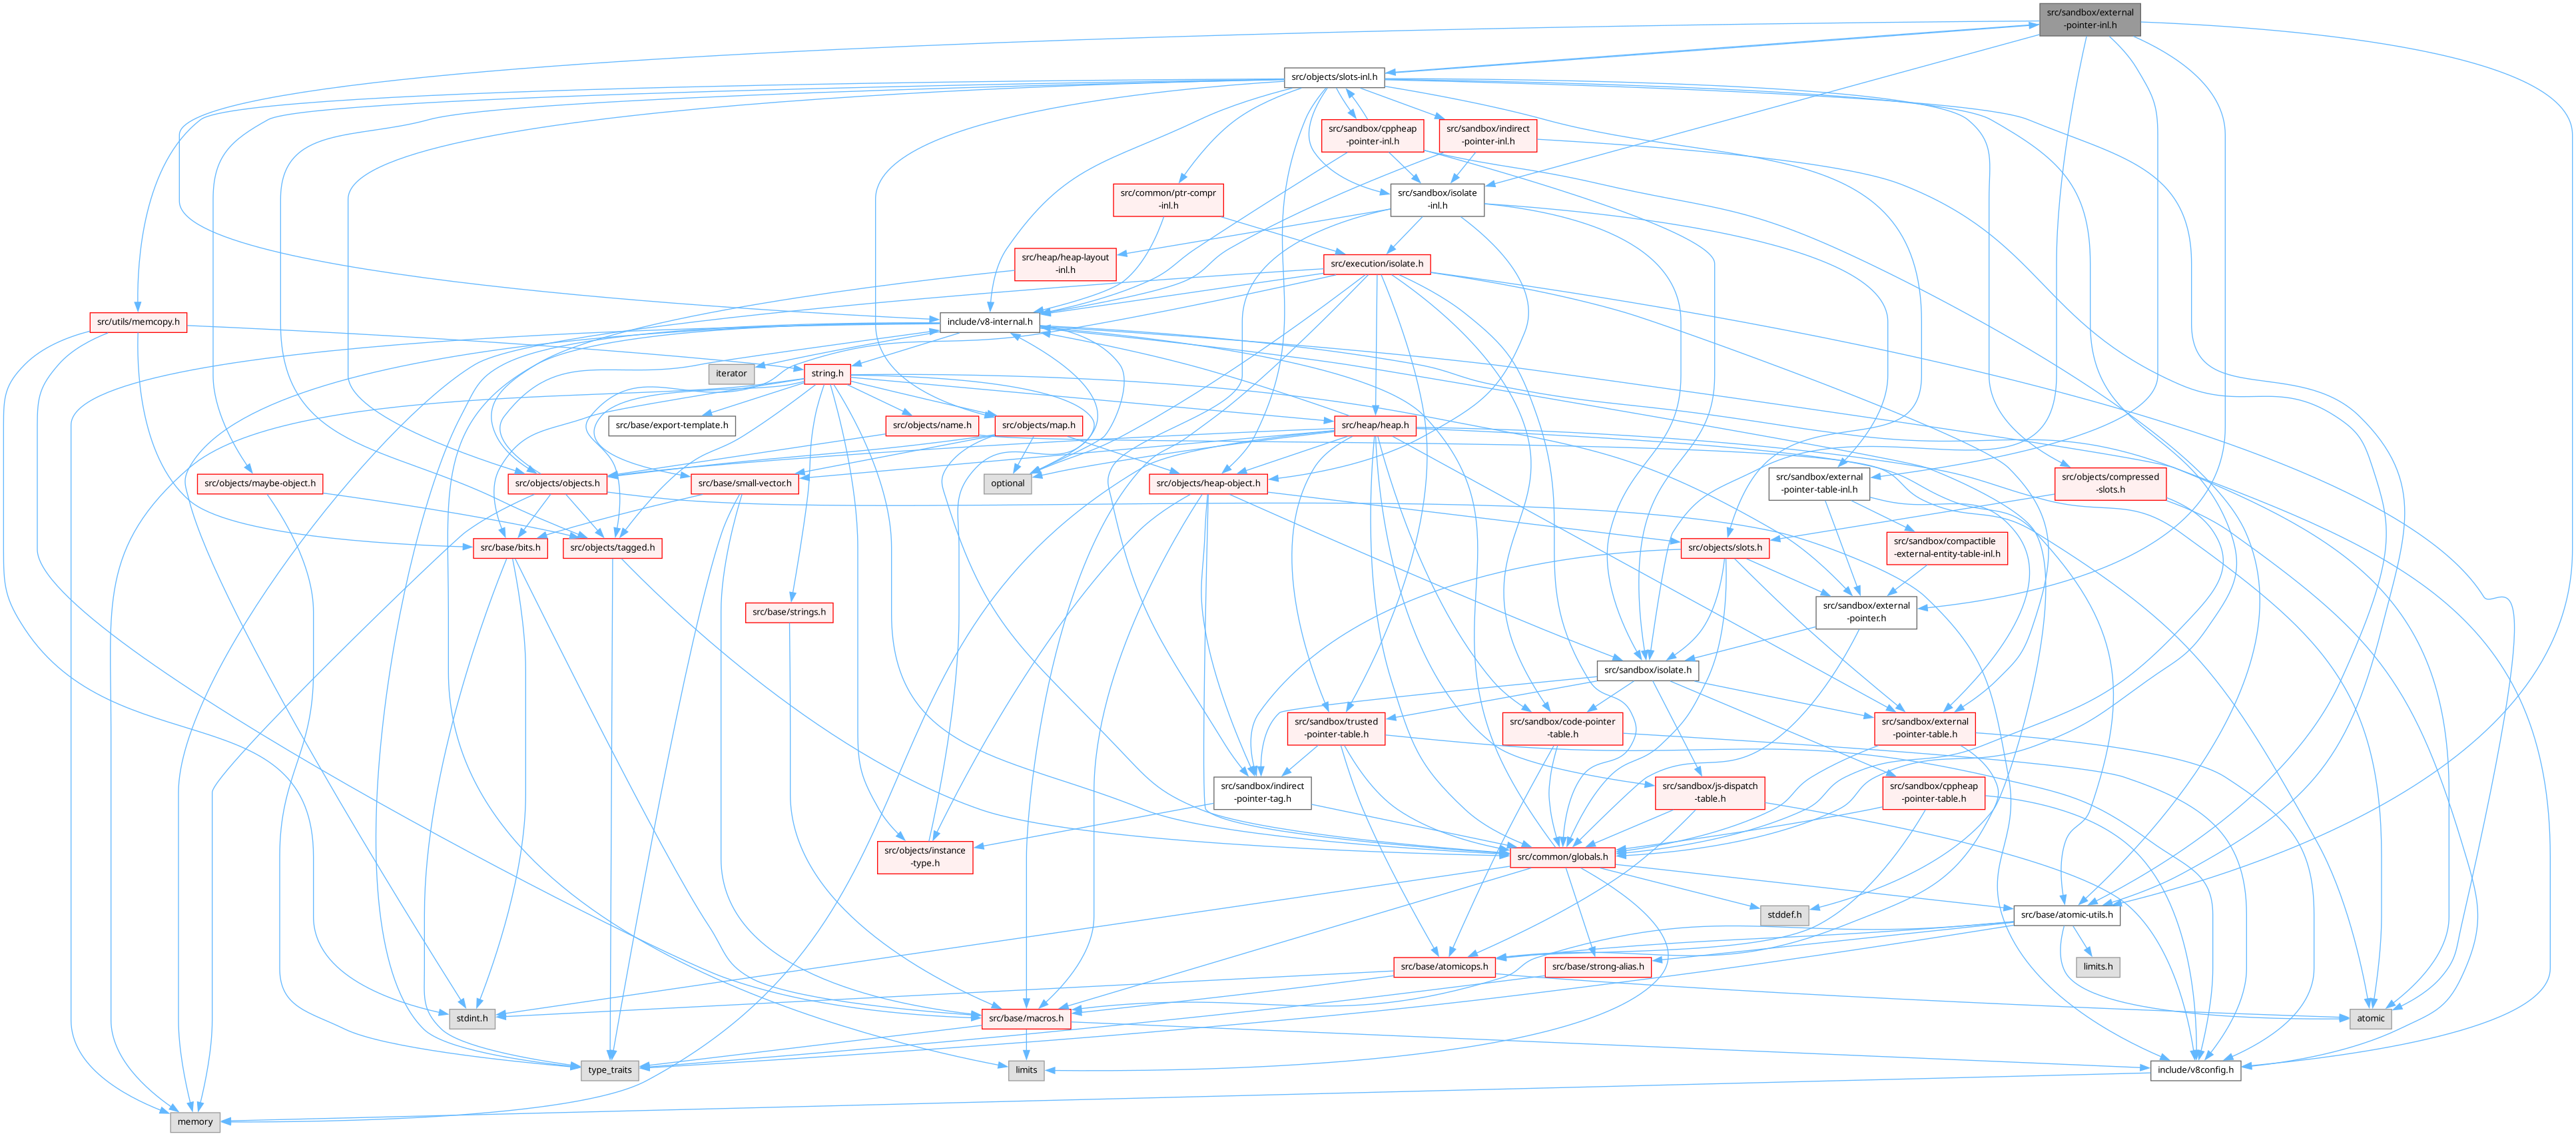 src/sandbox/external
-pointer-inl.h
src/objects/slots-inl.h
src/sandbox/cppheap
-pointer-inl.h
src/sandbox/indirect
-pointer-inl.h
src/common/ptr-compr
-inl.h
src/sandbox/isolate
-inl.h
src/heap/heap-layout
-inl.h
src/execution/isolate.h
src/utils/memcopy.h
include/v8-internal.h
iterator
string.h
src/base/export-template.h
src/objects/name.h
src/objects/map.h
src/heap/heap.h
src/objects/maybe-object.h
src/objects/objects.h
src/base/small-vector.h
optional
src/objects/heap-object.h
src/sandbox/external
-pointer-table-inl.h
src/objects/compressed
-slots.h
src/base/bits.h
src/objects/tagged.h
src/objects/slots.h
src/sandbox/compactible
-external-entity-table-inl.h
src/base/strings.h
src/sandbox/external
-pointer.h
src/sandbox/isolate.h
src/sandbox/trusted
-pointer-table.h
src/sandbox/code-pointer
-table.h
src/sandbox/external
-pointer-table.h
src/sandbox/indirect
-pointer-tag.h
src/sandbox/js-dispatch
-table.h
src/sandbox/cppheap
-pointer-table.h
src/objects/instance
-type.h
src/common/globals.h
stddef.h
src/base/atomic-utils.h
src/base/atomicops.h
src/base/strong-alias.h
limits.h
stdint.h
src/base/macros.h
atomic
type_traits
limits
include/v8config.h
memory